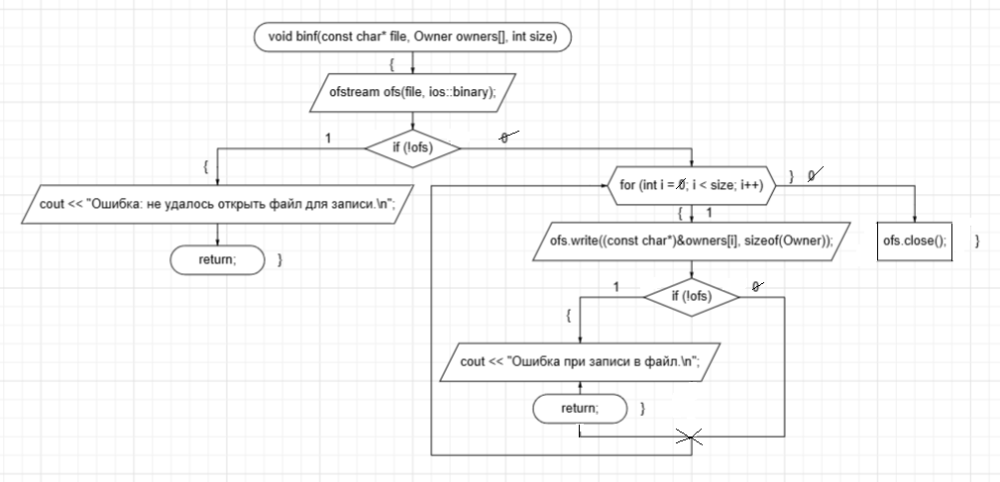 void binf(const char* file, Owner owners[], int size)
{
ofstream ofs(file, ios::binary);
1
if (!ofs)
0
{
cout << "Ошибка: не удалось открыть файл для записи.\n";
return;
}
for (int i = 0; i < size; i++)
} 0
{ 1
ofs.write((const char*)&owners[i], sizeof(Owner));
ofs.close();
}
1
if (!ofs)
0
{
cout << "Ошибка при записи в файл.\n";
return;
}